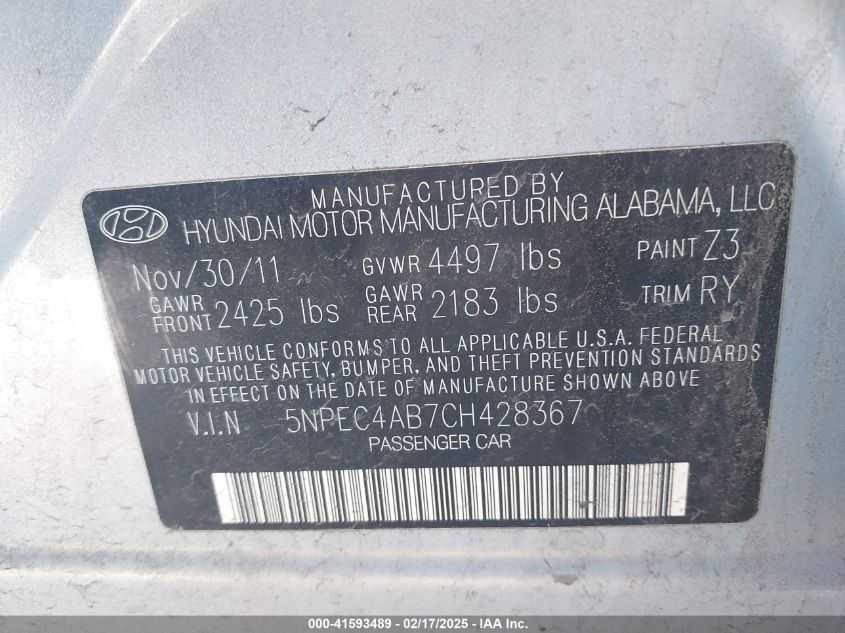 MANUFACTURED BY
HYUNDAI MOTOR MANUFACTURING ALABAMA, LLC
Nov/30/11 GVWR 4497 lbs PAINT Z3
GAWR FRONT 2425 lbs GAWR REAR 2183 lbs TRIM RY
THIS VEHICLE CONFORMS TO ALL APPLICABLE U.S.A. FEDERAL
MOTOR VEHICLE SAFETY, BUMPER, AND THEFT PREVENTION STANDARDS
IN EFFECT ON THE DATE OF MANUFACTURE SHOWN ABOVE.
V.I.N 5NPEC4AB7CH428367
PASSENGER CAR
000-41593489 - 02/17/2025 - IAA Inc.